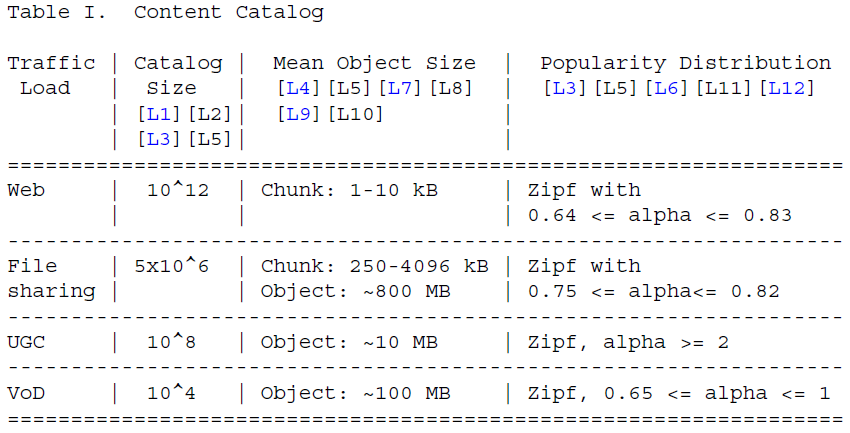 Table I.  Content Catalog
Traffic | Catalog |  Mean Object Size  |  Popularity Distribution
 Load   |  Size   |  [L4][L5][L7][L8]  |  [L3][L5][L6][L11][L12]
        | [L1][L2]|  [L9][L10]         |
        | [L3][L5]|                    |
==================================================================
Web     |  10^12  | Chunk: 1-10 kB     | Zipf with
        |         |                    | 0.64 <= alpha <= 0.83
------------------------------------------------------------------
File    | 5x10^6  | Chunk: 250-4096 kB | Zipf with
sharing |         | Object: ~800 MB    | 0.75 <= alpha<= 0.82
------------------------------------------------------------------
UGC     |  10^8   | Object: ~10 MB     | Zipf, alpha >= 2
------------------------------------------------------------------
VoD     |  10^4   | Object: ~100 MB    | Zipf, 0.65 <= alpha <= 1
==================================================================